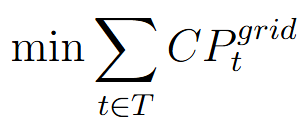 min ∑_{t∈T} CP_t^{grid}